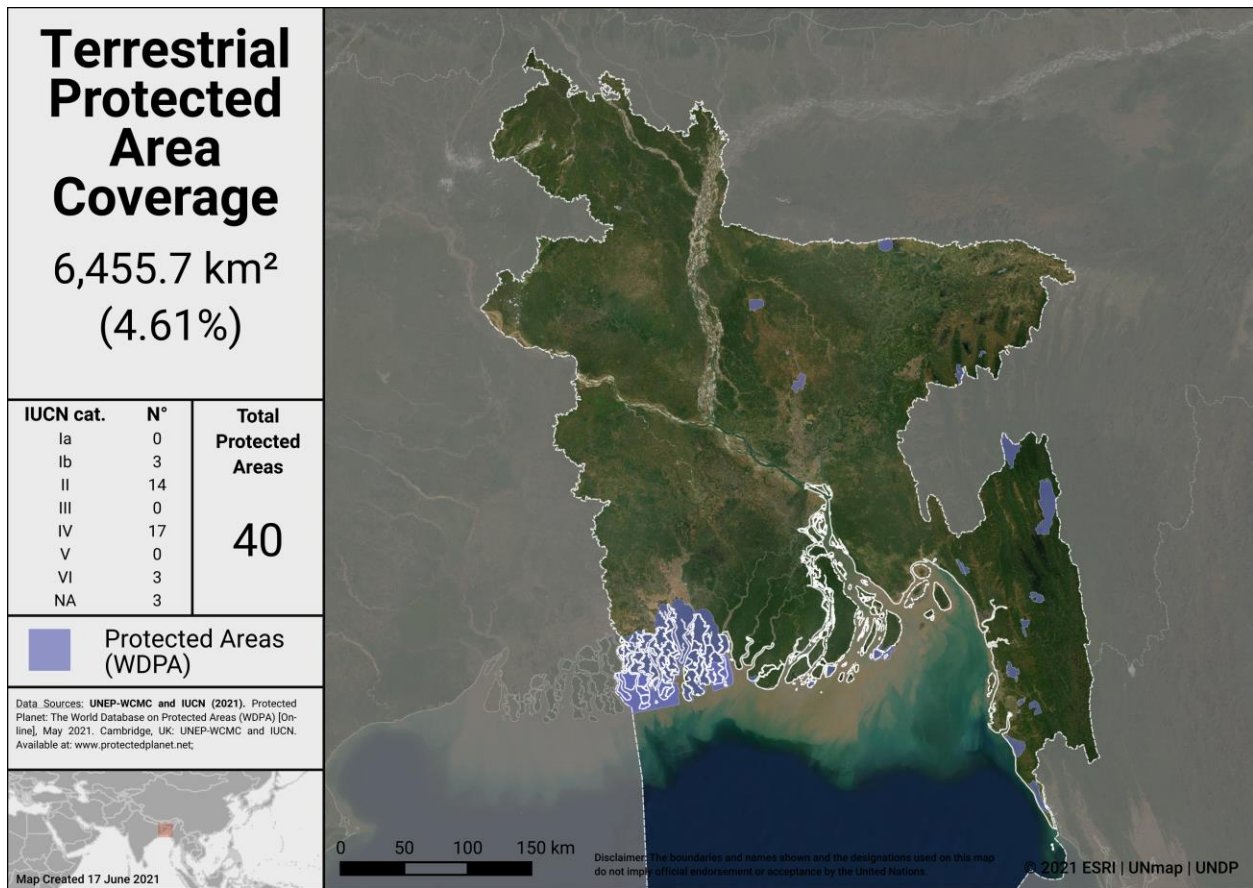 Terrestrial
Protected
Area
Coverage
6,455.7 km²
(4.61%)
IUCN cat. N°
Ia 0
Ib 3
II 14
III 0
IV 17
V 0
VI 3
NA 3
Total
Protected
Areas
40
Protected Areas
(WDPA)
Data Sources: UNEP-WCMC and IUCN (2021). Protected
Planet: The World Database on Protected Areas (WDPA) [On-
line], May 2021. Cambridge, UK: UNEP-WCMC and IUCN.
Available at: www.protectedplanet.net;
Map Created 17 June 2021
0 50 100 150 km
Disclaimer: The boundaries and names shown and the designations used on this map
do not imply official endorsement or acceptance by the United Nations.
© 2021 ESRI | UNmap | UNDP